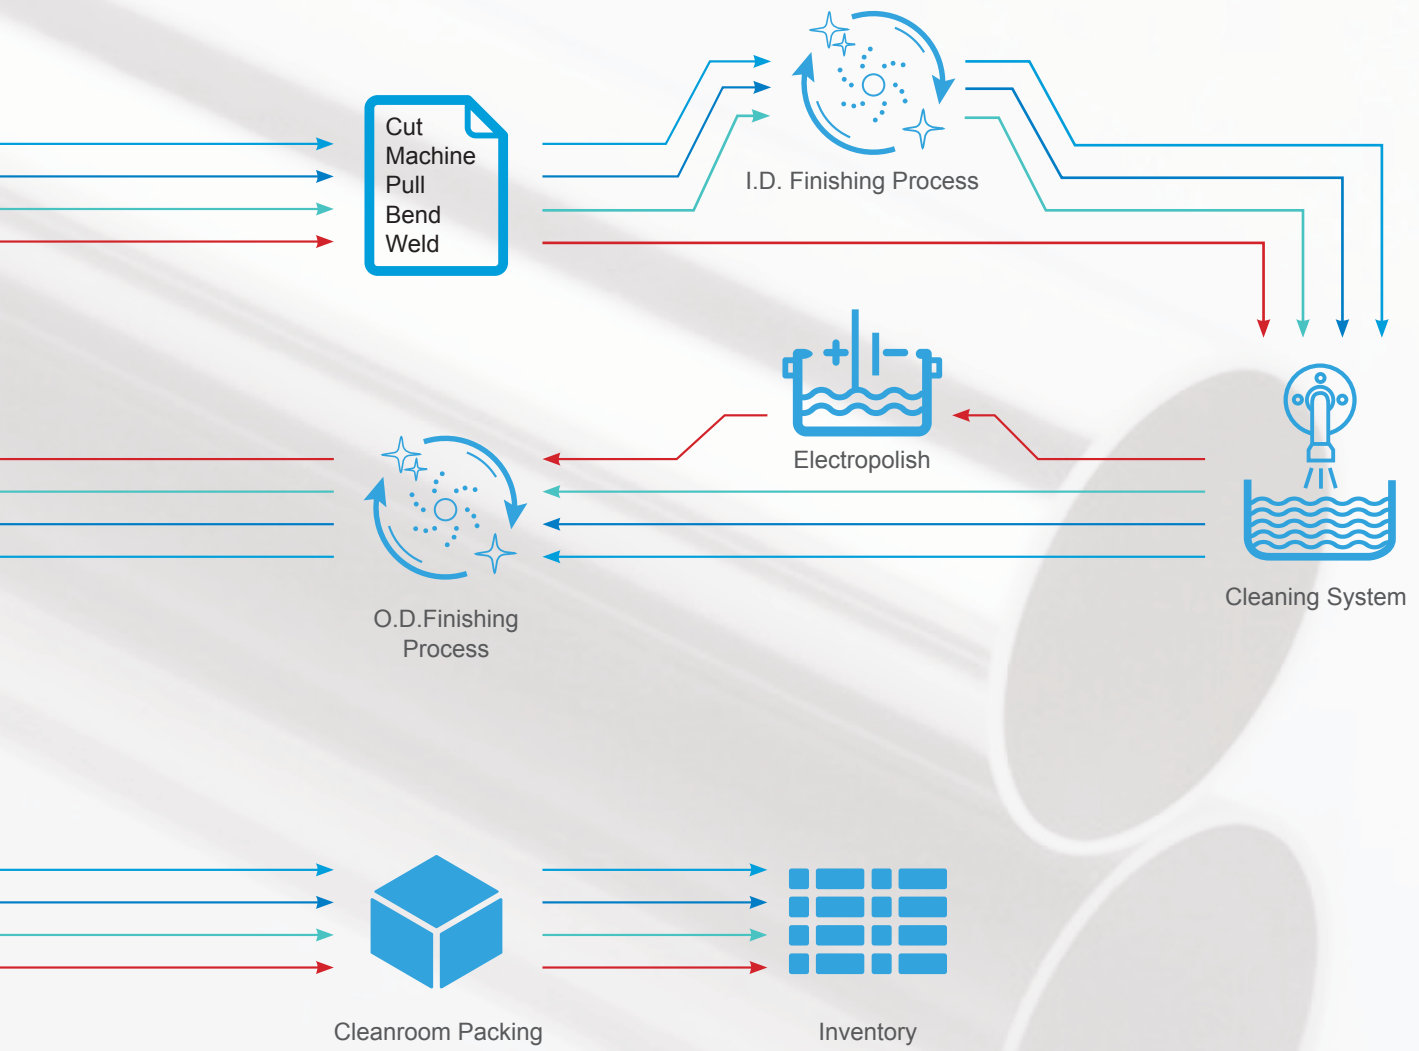 Cut
Machine
Pull
Bend
Weld
I.D. Finishing Process
Electropolish
Cleaning System
O.D.Finishing
Process
Cleanroom Packing
Inventory